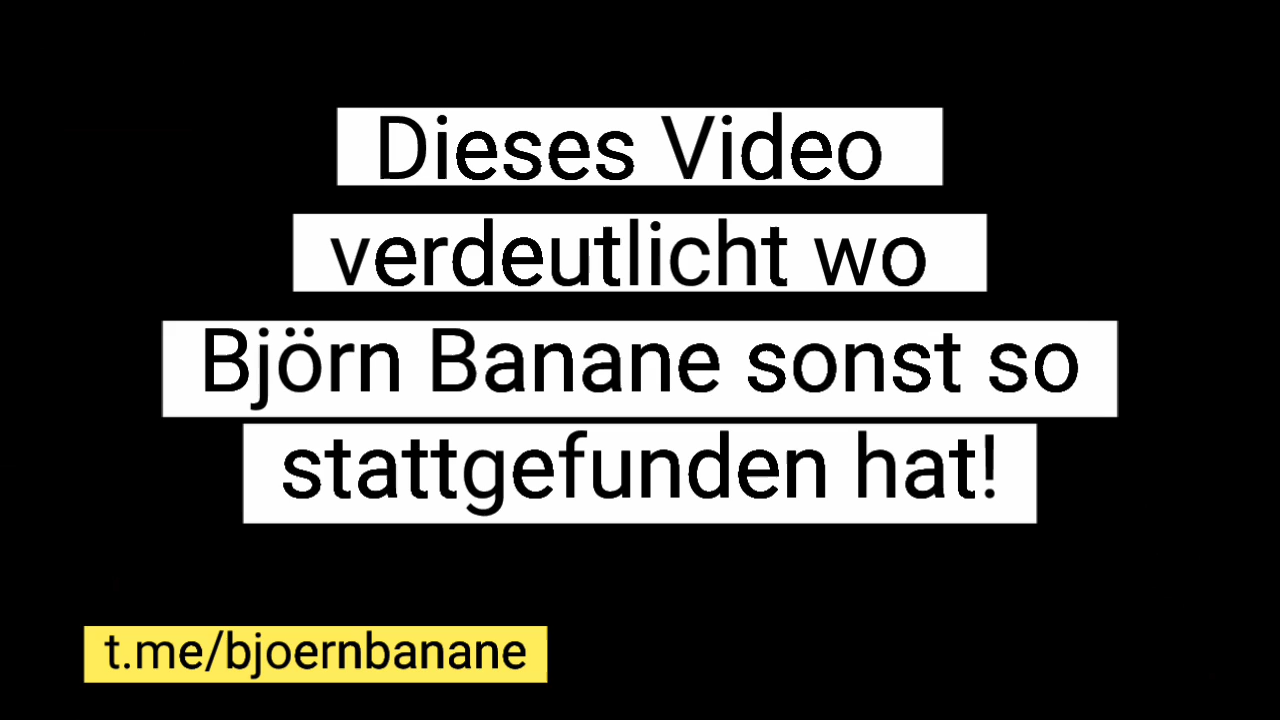 Dieses Video
verdeutlicht wo
Björn Banane sonst so
stattgefunden hat!
t.me/bjoernbanane